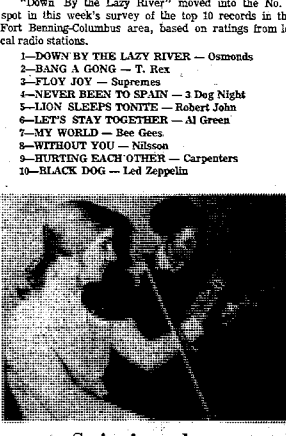 "Down By the Lazy River" moved into the No.
spot in this week's survey of the top 10 records in th
Fort Benning-Columbus area, based on ratings from l
cal radio stations.
1—DOWN BY THE LAZY RIVER — Osmonds
2—BANG A GONG — T. Rex
3—FLOY JOY — Supremes
4—NEVER BEEN TO SPAIN — 3 Dog Night
5—LION SLEEPS TONITE — Robert John
6—LET'S STAY TOGETHER — Al Green
7—MY WORLD — Bee Gees
8—WITHOUT YOU — Nilsson
9—HURTING EACH OTHER — Carpenters
10—BLACK DOG — Led Zeppelin